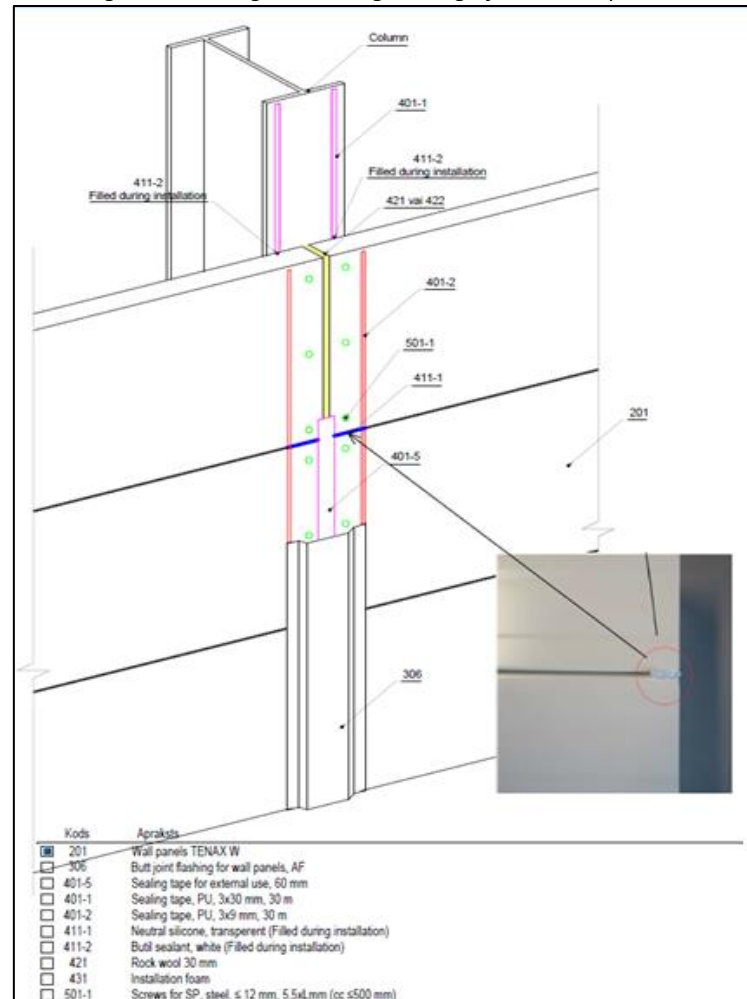 Column
401-1
411-2
Filled during installation
411-2
Filled during installation
421 vai 422
401-2
501-1
411-1
201
401-5
306
Kods Apraksts
201 Wall panels TENAX W
306 Butt joint flashing for wall panels, AF
401-5 Sealing tape for external use, 60 mm
401-1 Sealing tape, PU, 3x30 mm, 30 m
401-2 Sealing tape, PU, 3x9 mm, 30 m
411-1 Neutral silicone, transperent (Filled during installation)
411-2 Butil sealant, white (Filled during installation)
421 Rock wool 30 mm
431 Installation foam
501-1 Screws for SP, steel, ≤ 12 mm, 5.5xLmm (cc ≤500 mm)